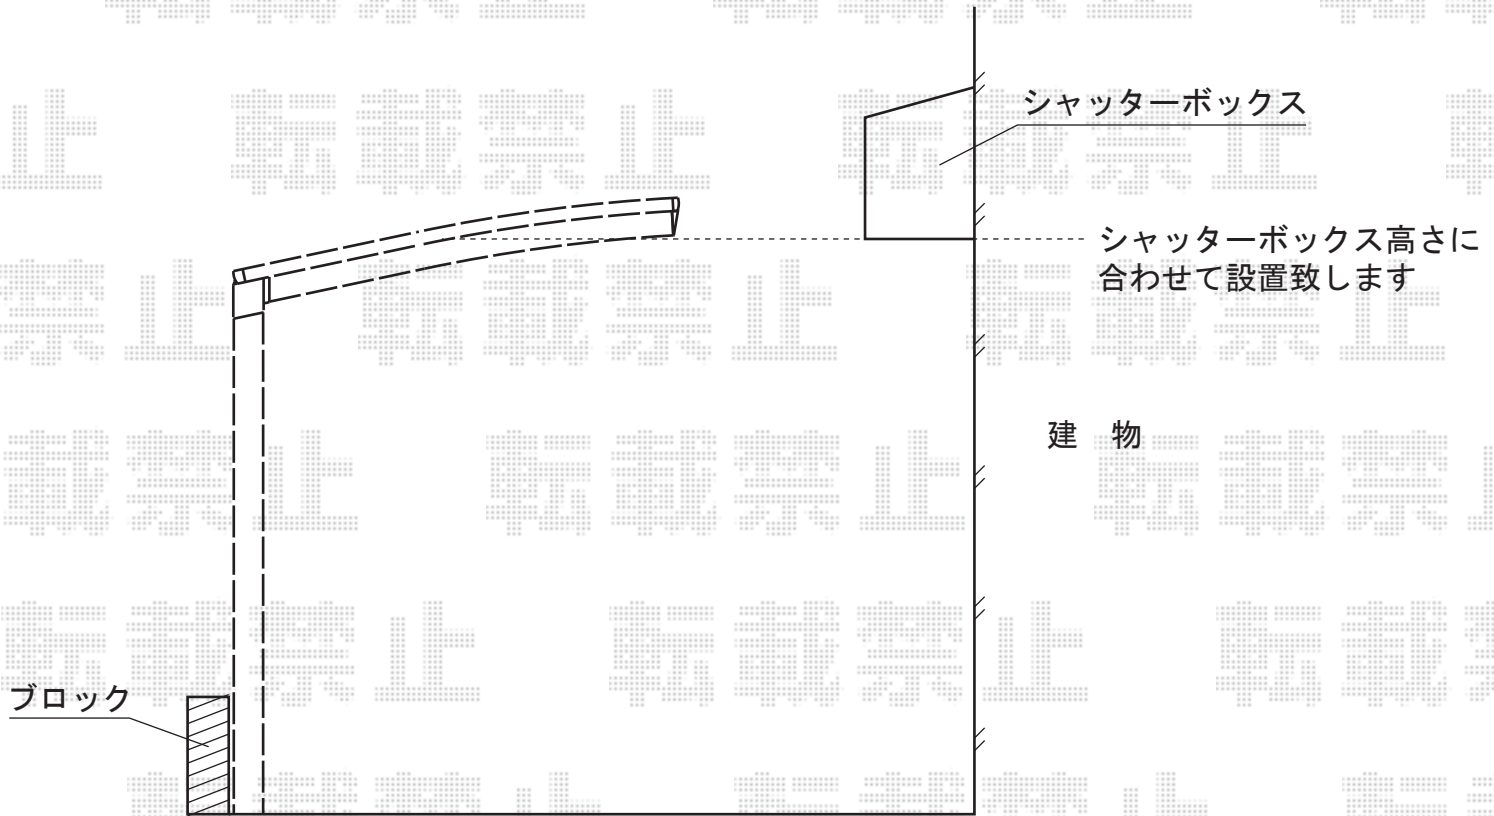 シャッターボックス
シャッターボックス高さに
合わせて設置致します
建 物
ブロック
転載禁止